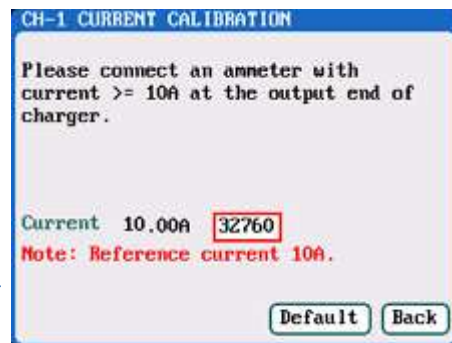 CH-1 CURRENT CALIBRATION
Please connect an ammeter with
current >= 10A at the output end of
charger.
Current 10.00A 32760
Note: Reference current 10A.
Default Back